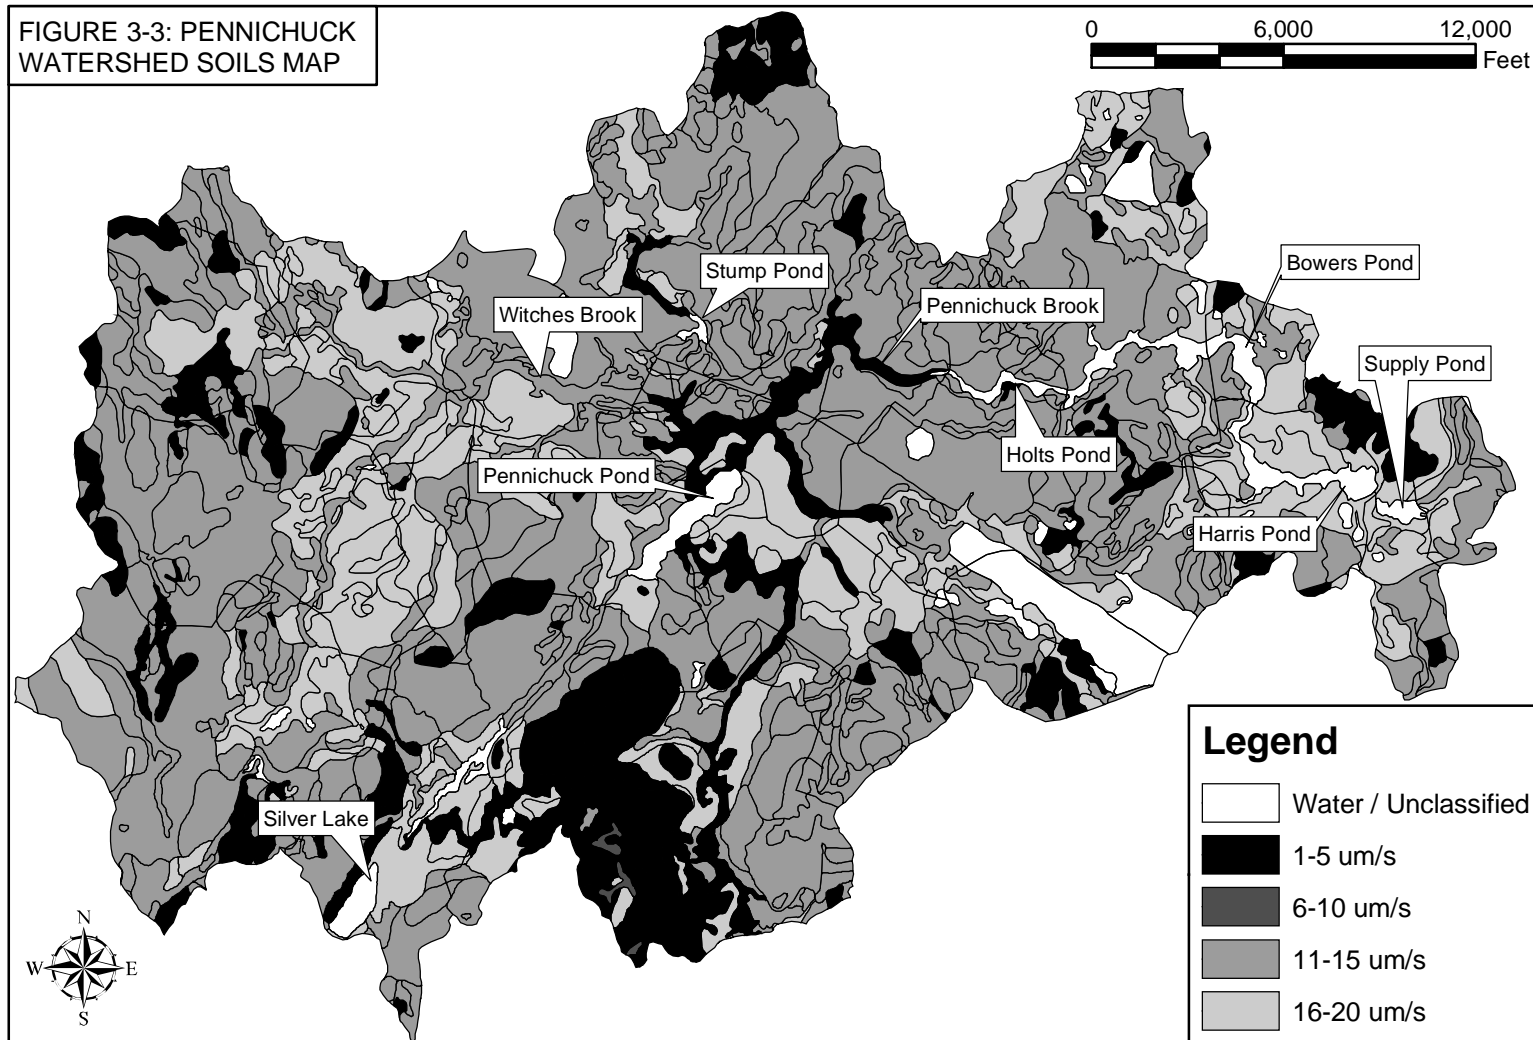 FIGURE 3-3: PENNICHUCK
WATERSHED SOILS MAP
0 6,000 12,000
Feet
Bowers Pond
Stump Pond
Pennichuck Brook
Witches Brook
Supply Pond
Holts Pond
Pennichuck Pond
Harris Pond
Silver Lake
N
W E
S
Legend
Water / Unclassified
1-5 um/s
6-10 um/s
11-15 um/s
16-20 um/s